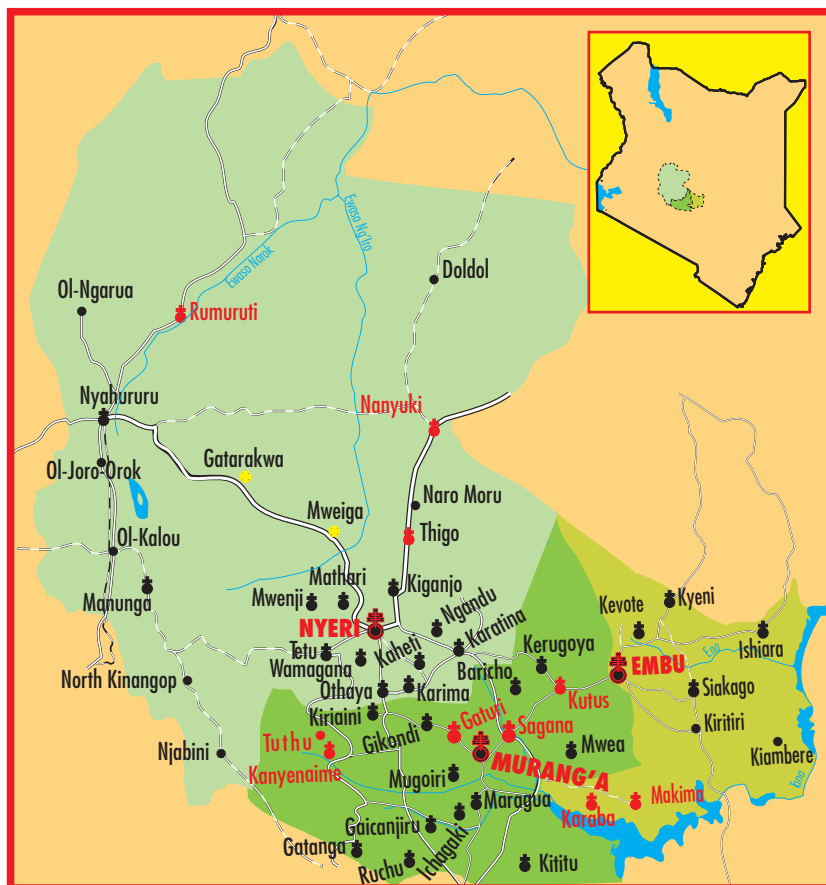 Ewaso Narok
Ewaso Ng'Iro
Doldol
Ol-Ngarua
Rumuruti
Nyahururu
Nanyuki
Ol-Joro-Orok
Gatarakwa
Naro Moru
Mweiga
Thigo
Ol-Kalou
Manunga
Mathari
Kiganjo
Mwenji
Ngandu
NYERI
Karatina
Kevote
Kyeni
Tetu
Kaheti
Wamagana
Kerugoya
Ena
Ishiara
EMBU
Baricho
North Kinangop
Othaya
Karima
Kutus
Siakago
Kiriaini
Gikondi
Gaturi
Sagana
Kiritiri
Tuthu
Kanyenaime
Njabini
MURANG'A
Mwea
Kiambere
Tana
Mugoiri
Maragua
Karaba
Makima
Gaicanjiru
Ichagaki
Gatanga
Ruchu
Kititu